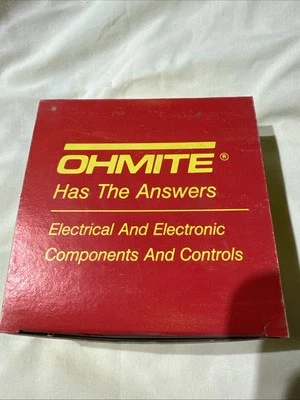 OHMITE®
Has The Answers
Electrical And Electronic
Components And Controls